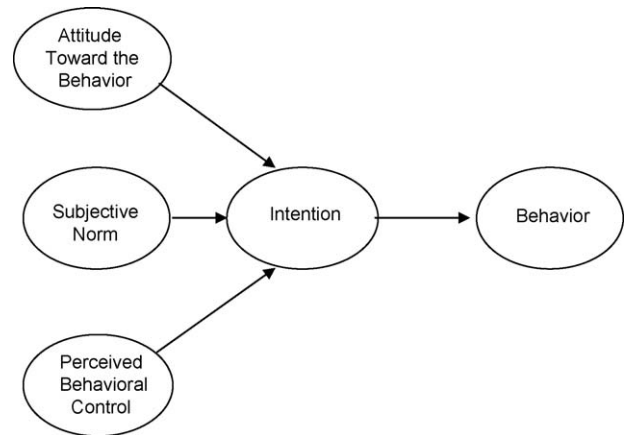 Attitude
Toward the
Behavior
Subjective
Norm
Intention
Behavior
Perceived
Behavioral
Control